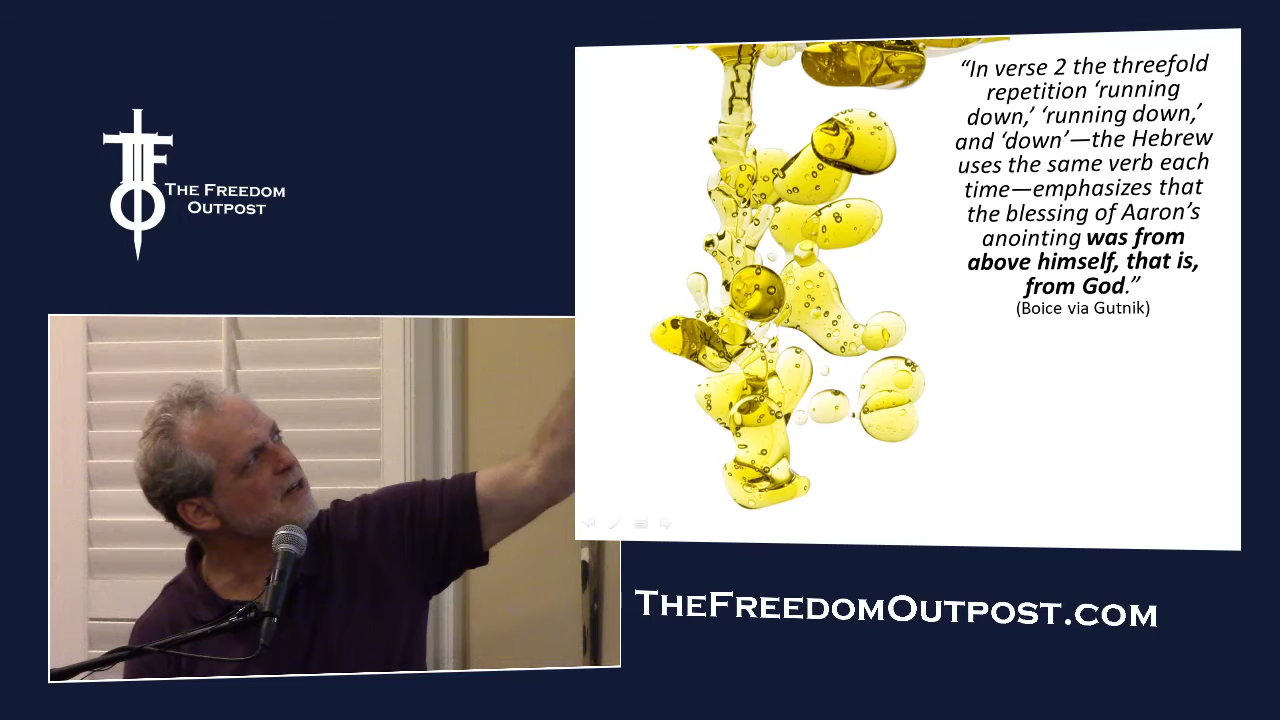 THE FREEDOM
OUTPOST
“In verse 2 the threefold
repetition ‘running
down,’ ‘running down,’
and ‘down’—the Hebrew
uses the same verb each
time—emphasizes that
the blessing of Aaron’s
anointing was from
above himself, that is,
from God.”
(Boice via Gutnik)
THEFREEDOMOUTPOST.COM